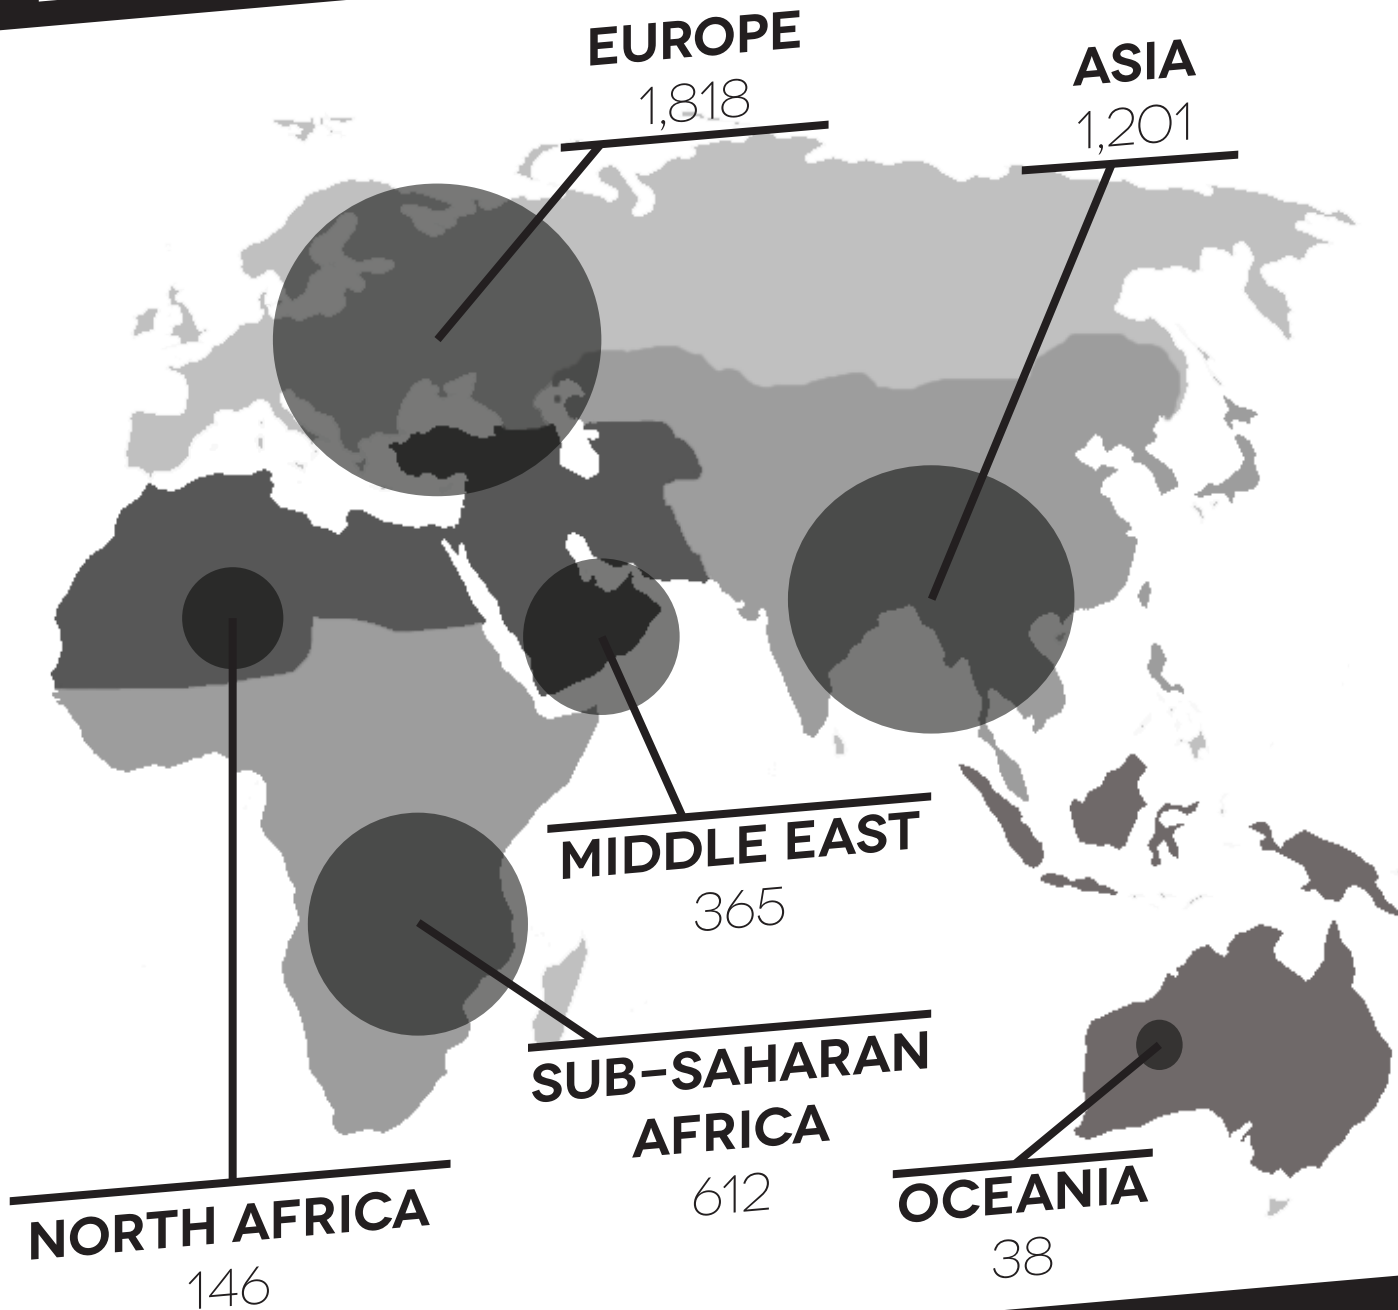 EUROPE
1,818
ASIA
1,201
MIDDLE EAST
365
SUB-SAHARAN
AFRICA
612
OCEANIA
38
NORTH AFRICA
146